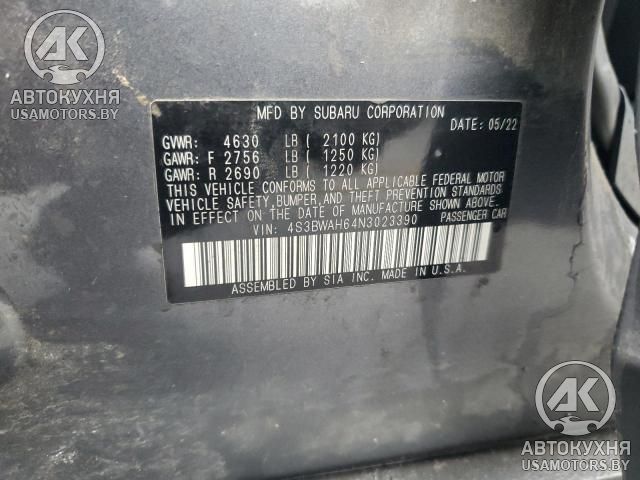 AK
АВТОКУХНЯ
USAMOTORS.BY
MFD BY SUBARU CORPORATION
DATE: 05/22
GVWR: 4630 LB ( 2100 KG)
GAWR: F 2756 LB ( 1250 KG)
GAWR: R 2690 LB ( 1220 KG)
THIS VEHICLE CONFORMS TO ALL APPLICABLE FEDERAL MOTOR
VEHICLE SAFETY, BUMPER, AND THEFT PREVENTION STANDARDS
IN EFFECT ON THE DATE OF MANUFACTURE SHOWN ABOVE.
VIN: 4S3BWAH64N3023390 PASSENGER CAR
ASSEMBLED BY SIA INC. MADE IN U.S.A.
AK
АВТОКУХНЯ
USAMOTORS.BY